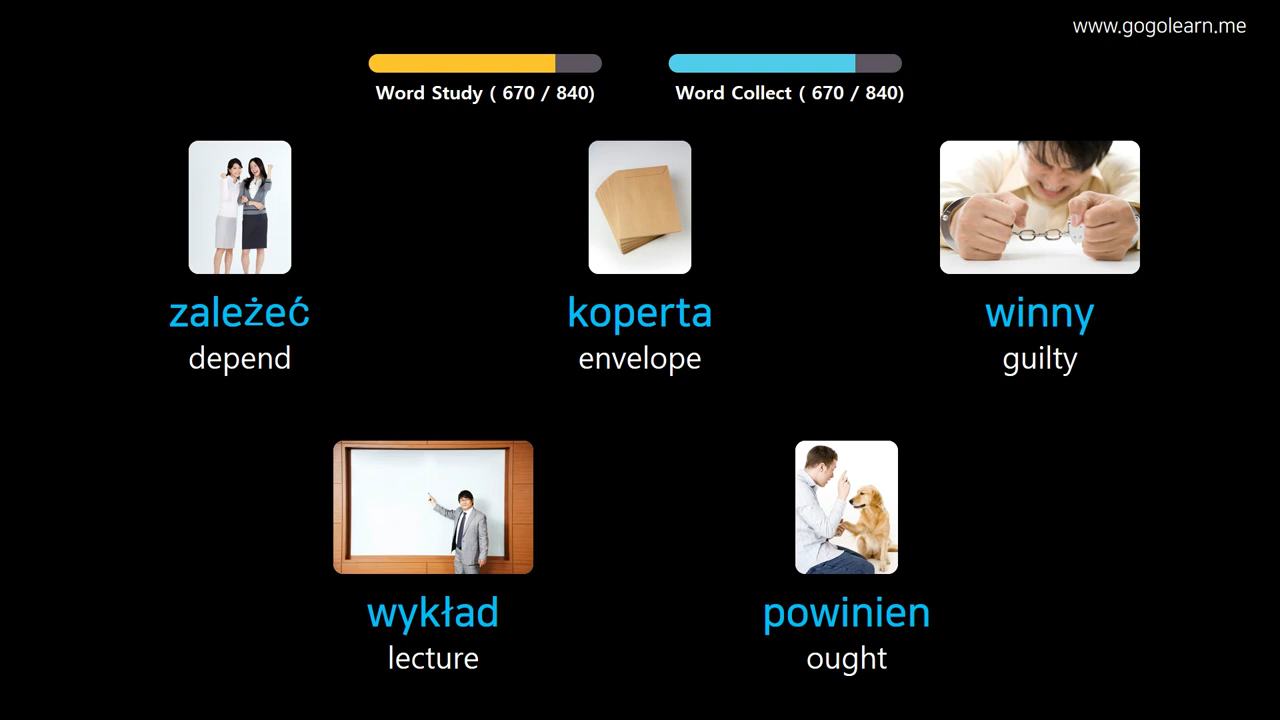 www.gogolearn.me
Word Study ( 670 / 840)
Word Collect ( 670 / 840)
zależeć
depend
koperta
envelope
winny
guilty
wykład
lecture
powinien
ought